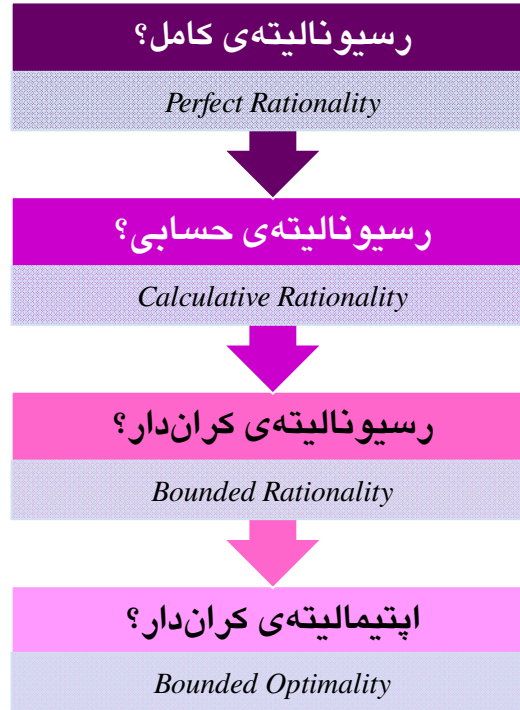 رسیونالیته‌ی کامل؟
Perfect Rationality
رسیونالیته‌ی حسابی؟
Calculative Rationality
رسیونالیته‌ی کران‌دار؟
Bounded Rationality
اپتیمالیته‌ی کران‌دار؟
Bounded Optimality